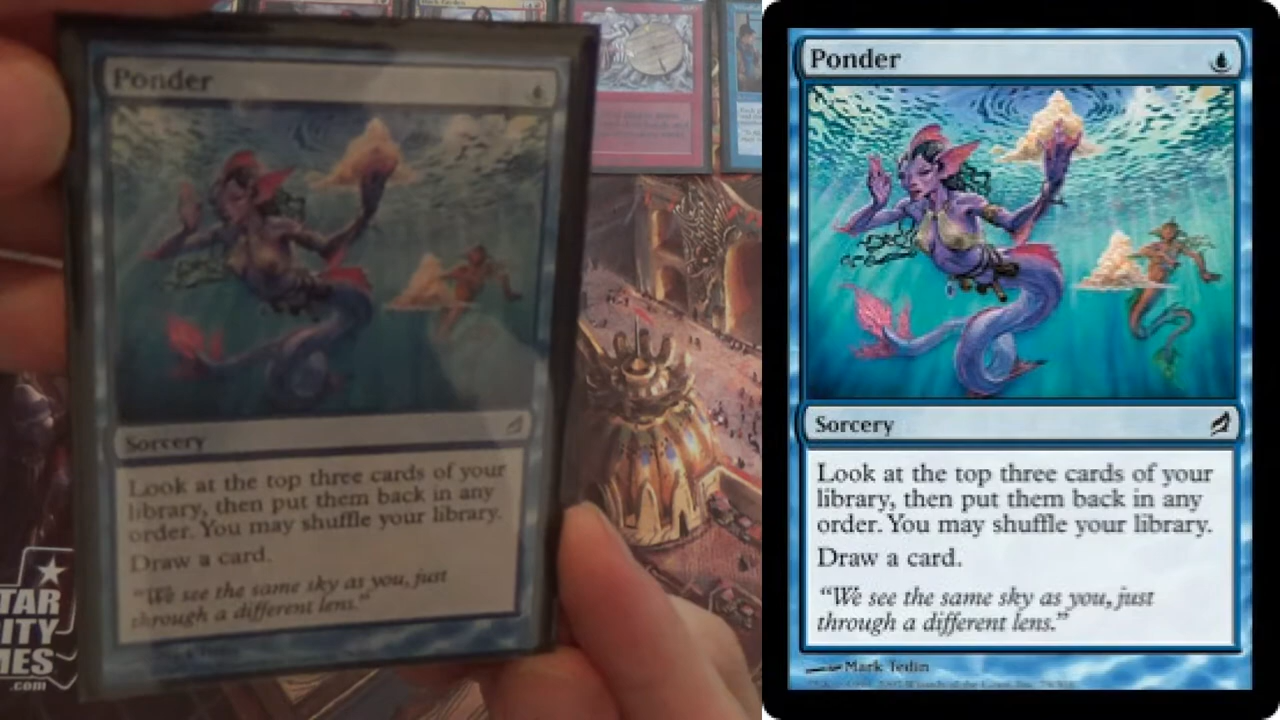 Ponder
Sorcery
Look at the top three cards of your
library, then put them back in any
order. You may shuffle your library.
Draw a card.
"We see the same sky as you, just
through a different lens."
TAR
ITY
MES
.com
Ponder
Sorcery
Look at the top three cards of your
library, then put them back in any
order. You may shuffle your library.
Draw a card.
"We see the same sky as you, just
through a different lens."
Mark Tedin